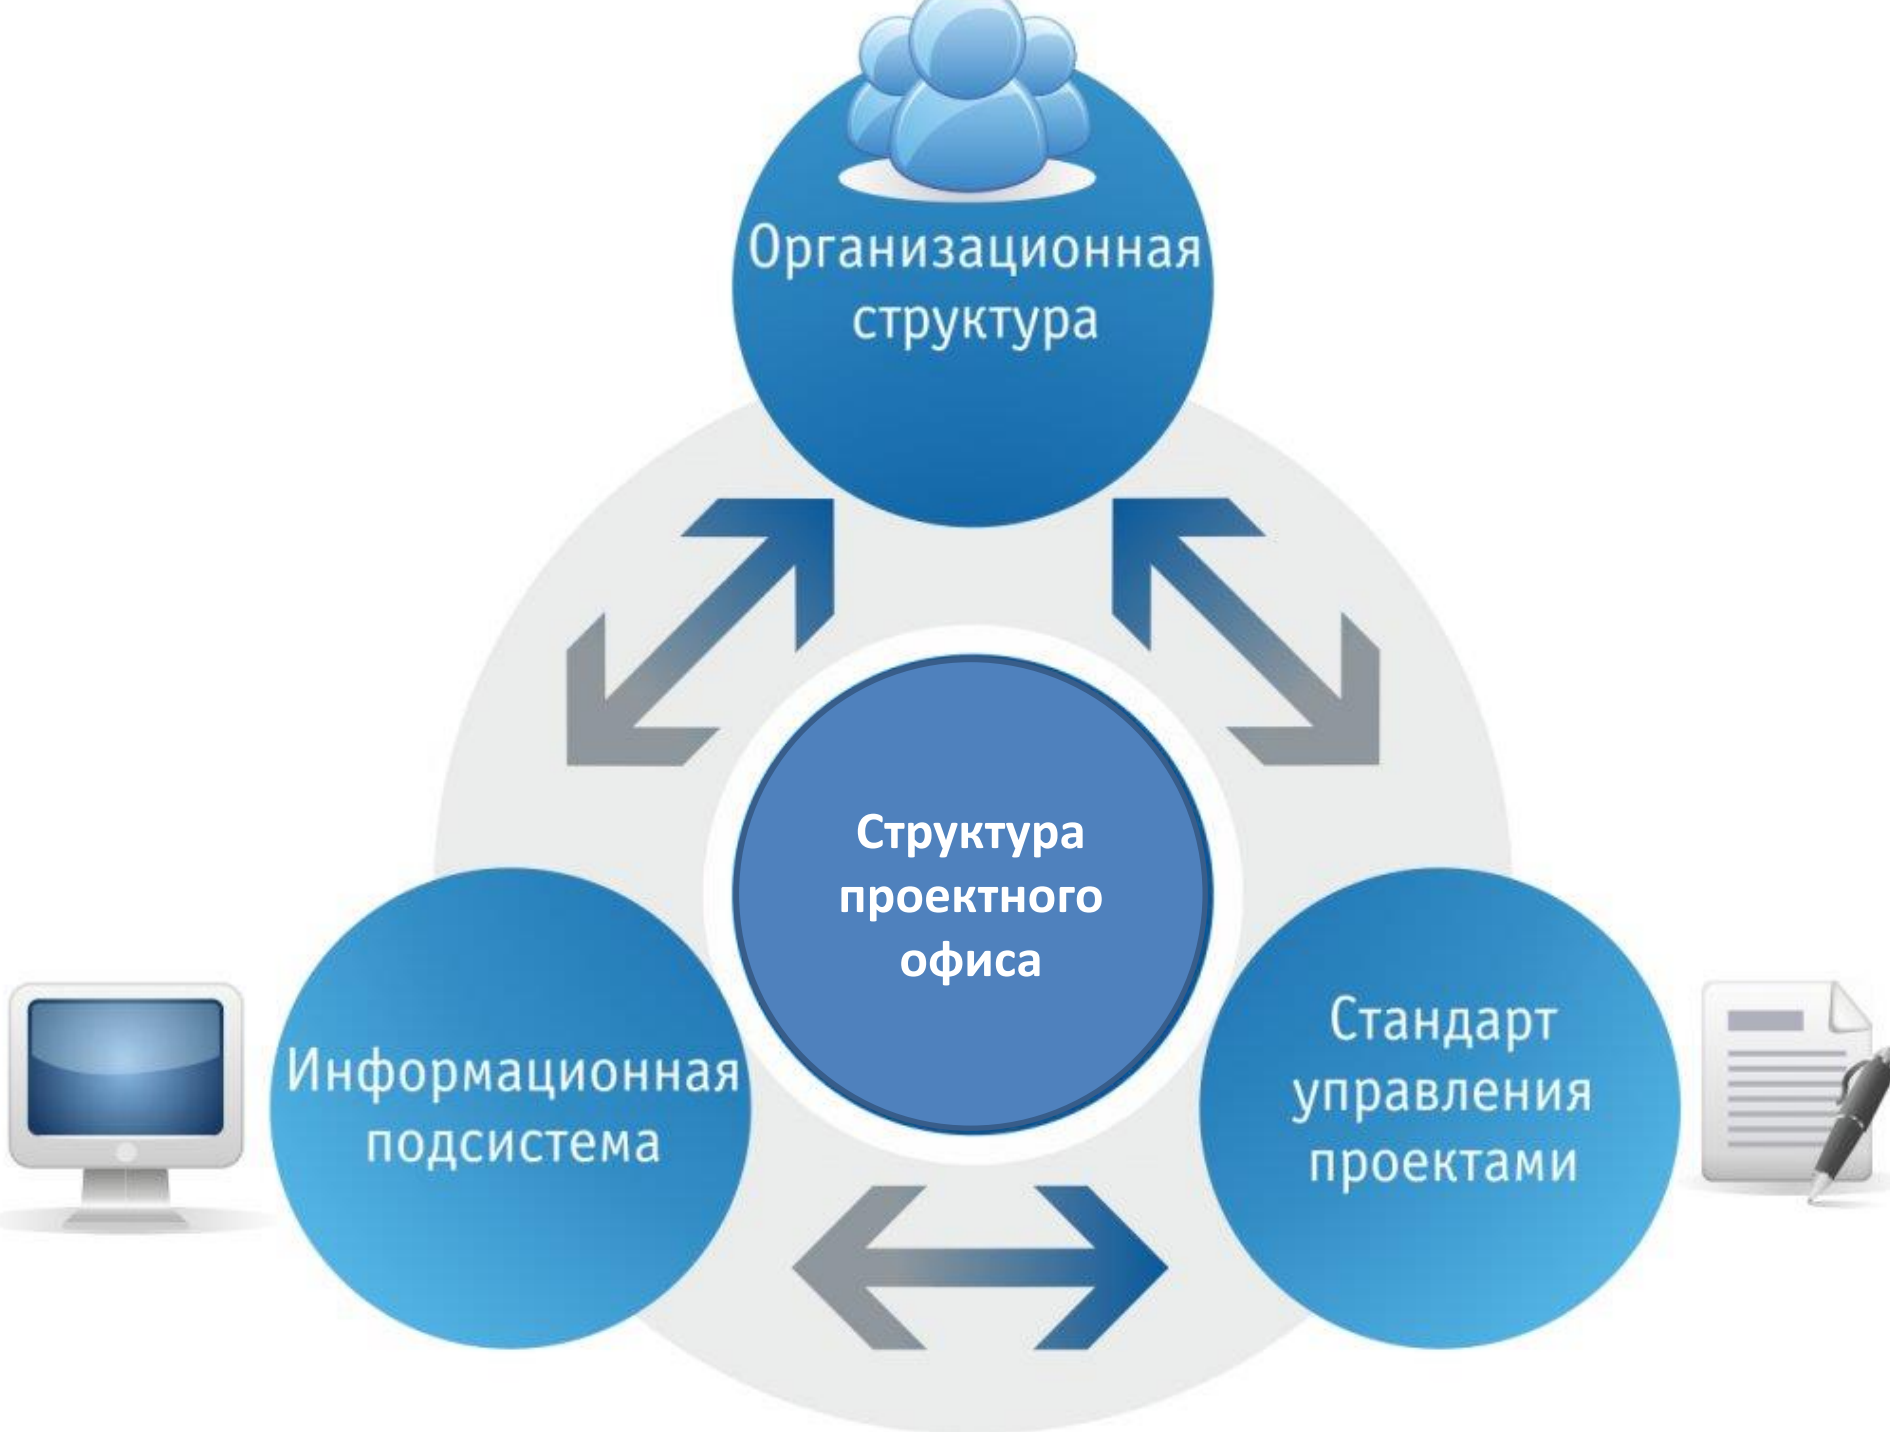 Организационная
структура
Структура
проектного
офиса
Информационная
подсистема
Стандарт
управления
проектами